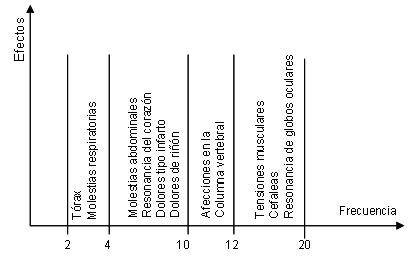 Efectos
Tórax
Molestias respiratorias
Molestias abdominales
Resonancia del corazón
Dolores tipo infarto
Dolores de riñón
Afecciones en la
Columna vertebral
Tensiones musculares
Cefaleas
Resonancia de globos oculares
Frecuencia
2 4 10 12 20